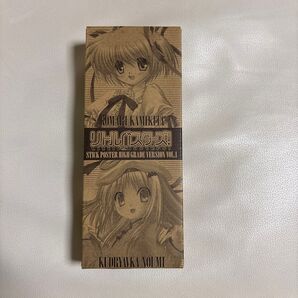 KOMARI KAMIKITA
リトルバスターズ!
STICK POSTER HIGH GRADE VERSION VOL.1
KUDRYAVKA NOUMI